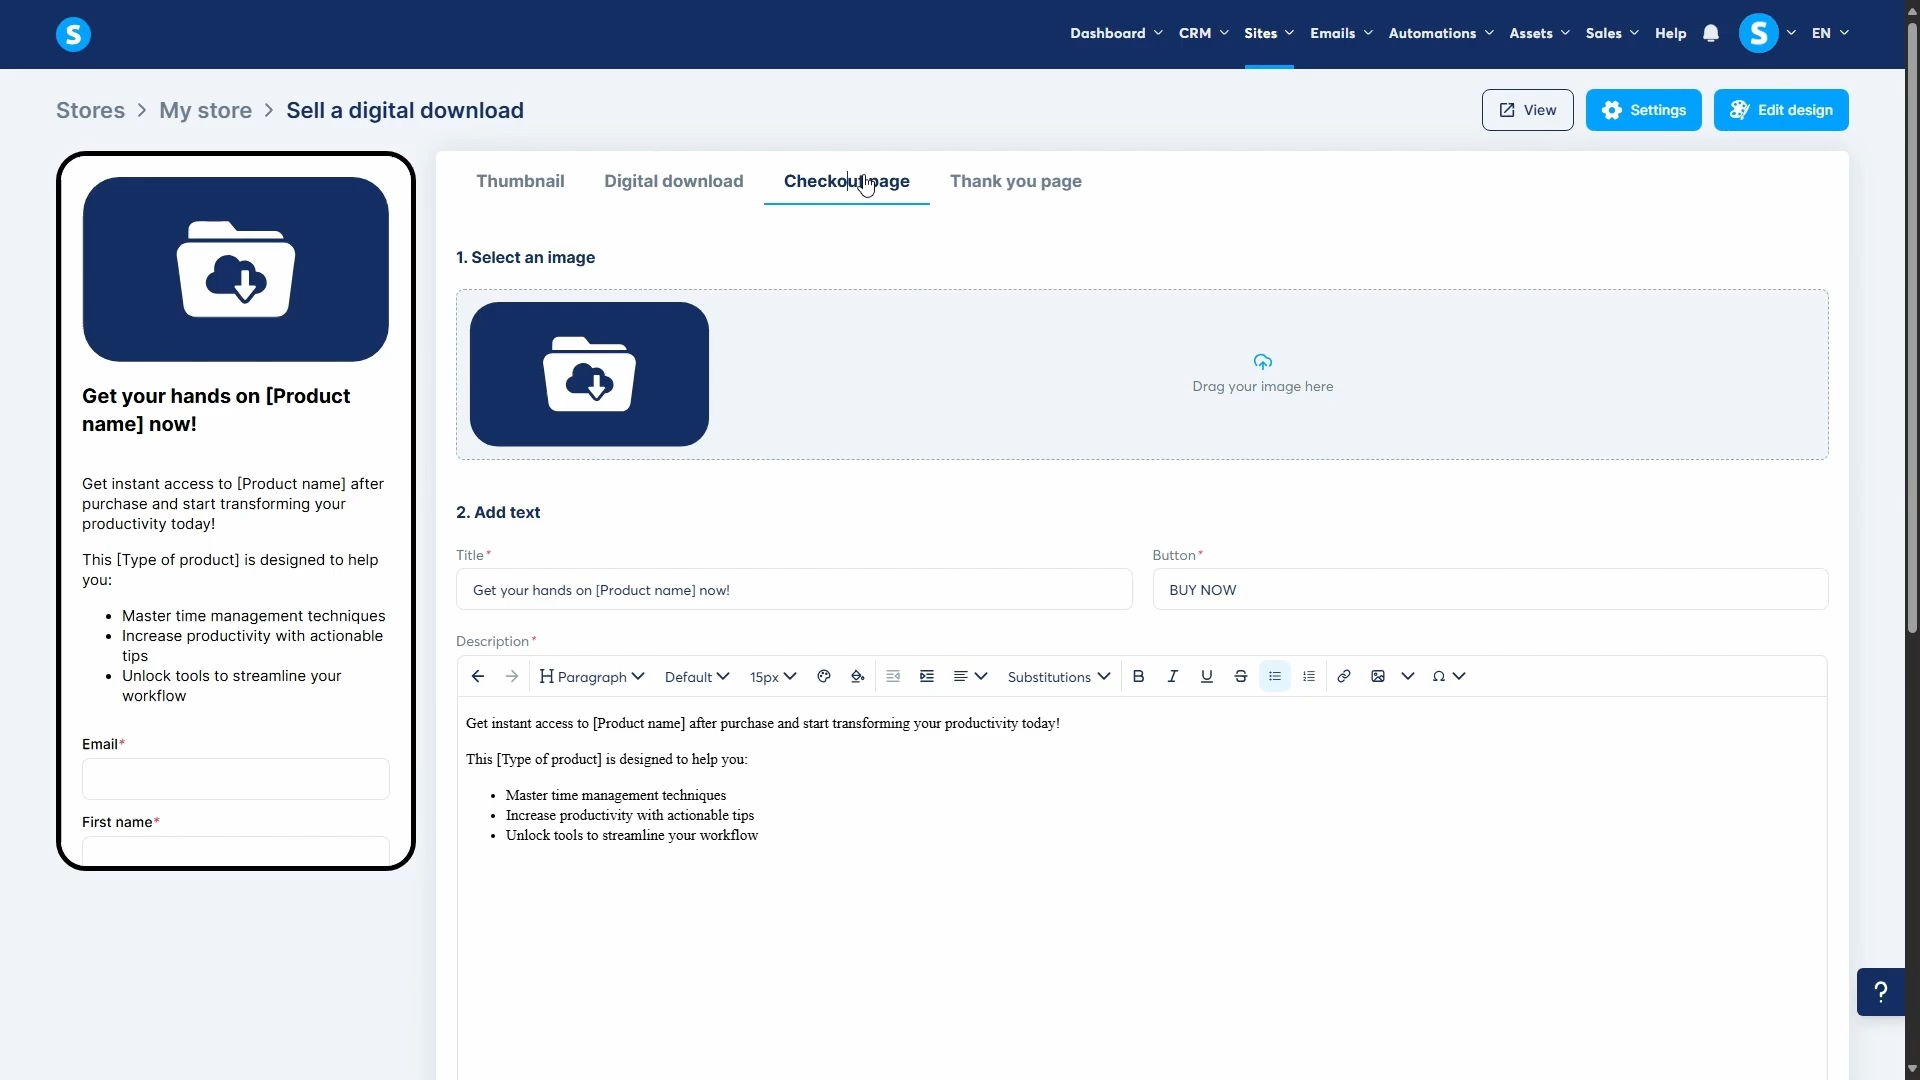 S
Dashboard
CRM
Sites
Emails
Automations
Assets
Sales
Help
S
EN
Stores > My store > Sell a digital download
View
Settings
Edit design
Get your hands on [Product
name] now!
Get instant access to [Product name] after
purchase and start transforming your
productivity today!
This [Type of product] is designed to help
you:
• Master time management techniques
• Increase productivity with actionable
tips
• Unlock tools to streamline your
workflow
Email*
First name*
Thumbnail
Digital download
Checkout page
Thank you page
1. Select an image
Drag your image here
2. Add text
Title*
Button*
Get your hands on [Product name] now!
BUY NOW
Description*
Paragraph
Default
15px
Substitutions
B I U S
Ω
Get instant access to [Product name] after purchase and start transforming your productivity today!
This [Type of product] is designed to help you:
• Master time management techniques
• Increase productivity with actionable tips
• Unlock tools to streamline your workflow
?